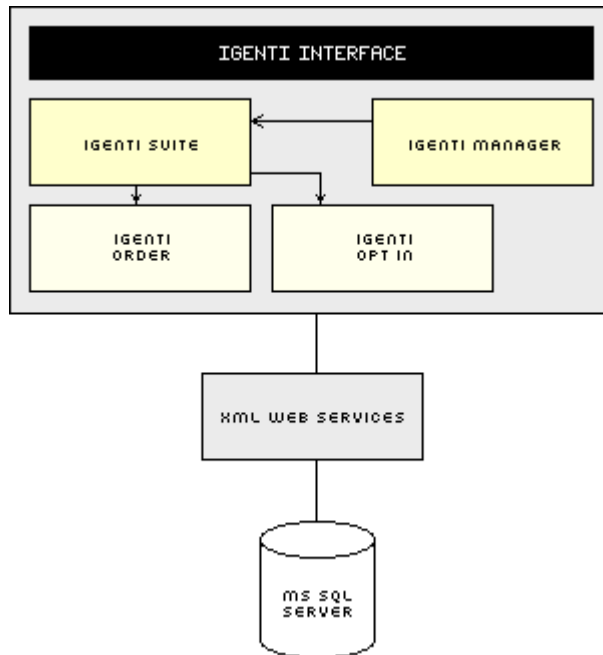 IGENTI INTERFACE
IGENTI SUITE
IGENTI MANAGER
IGENTI
ORDER
IGENTI
OPT IN
XML WEB SERVICES
MS SQL
SERVER